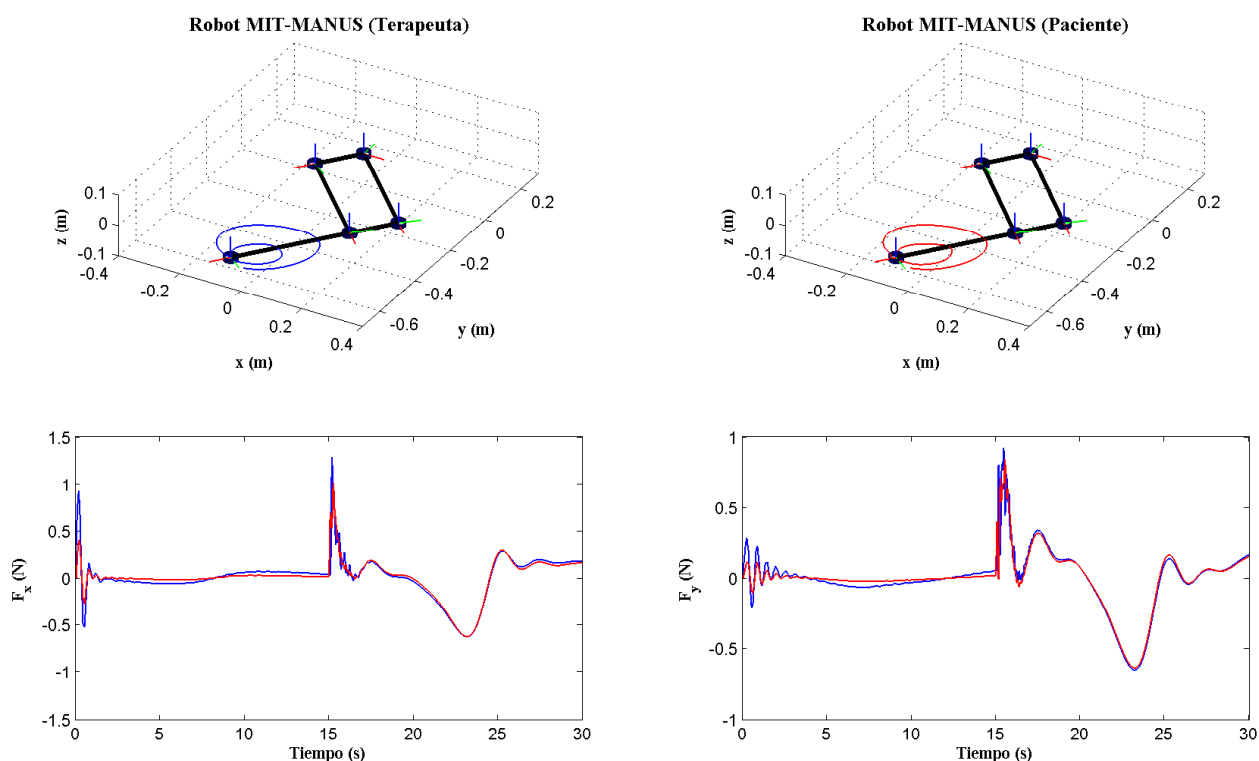 Robot MIT-MANUS (Terapeuta)
0.1
0
-0.1
z (m)
-0.4
-0.2
0
0.2
0.4
x (m)
-0.6
-0.4
-0.2
0
0.2
y (m)
Robot MIT-MANUS (Paciente)
0.1
0
-0.1
z (m)
-0.4
-0.2
0
0.2
0.4
x (m)
-0.6
-0.4
-0.2
0
0.2
y (m)
1.5
1
0.5
0
-0.5
-1
-1.5
F_x (N)
0 5 10 15 20 25 30
Tiempo (s)
1
0.5
0
-0.5
-1
F_y (N)
0 5 10 15 20 25 30
Tiempo (s)